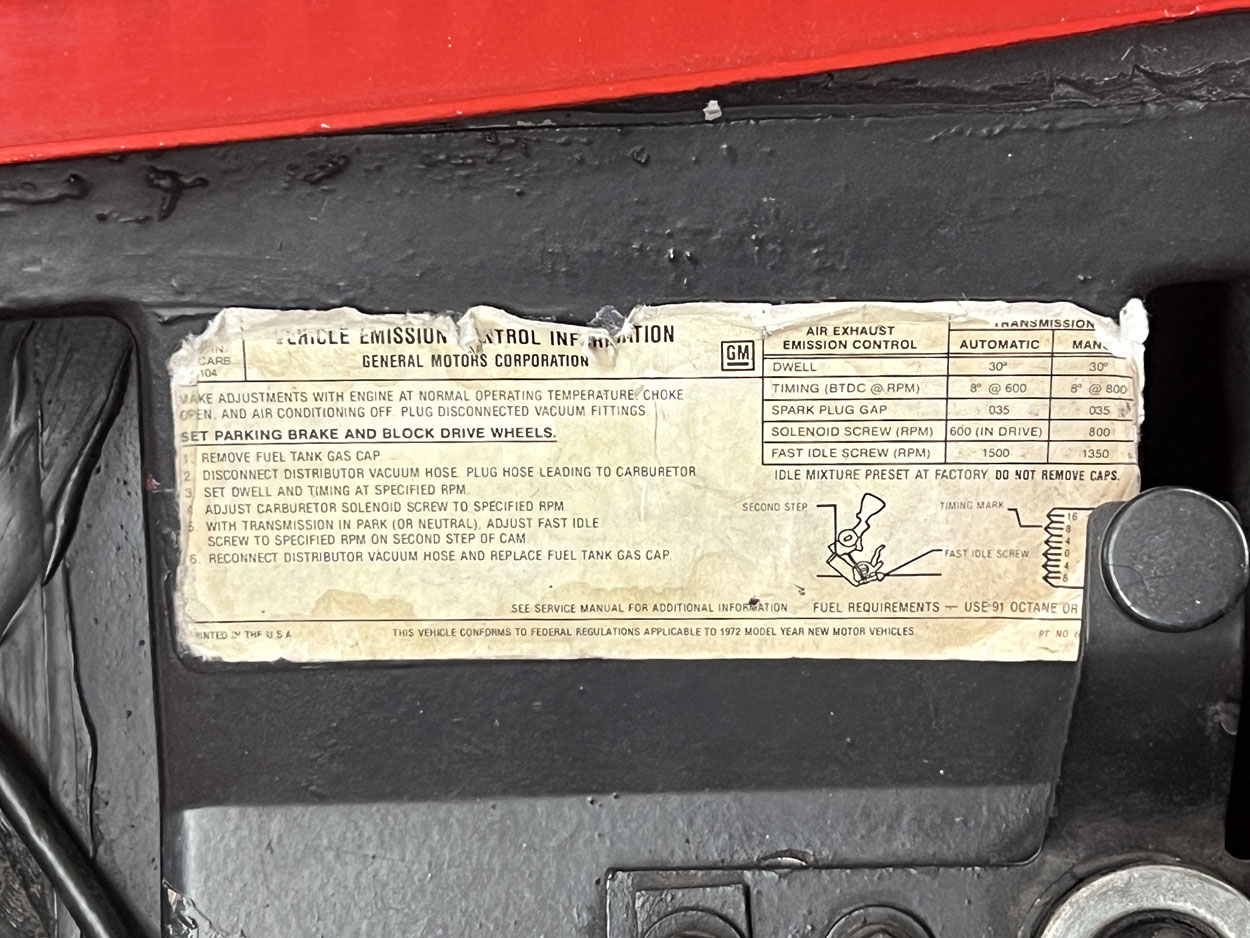 VEHICLE EMISSION CONTROL INFORMATION
GENERAL MOTORS CORPORATION
GM
CARB
104
MAKE ADJUSTMENTS WITH ENGINE AT NORMAL OPERATING TEMPERATURE, CHOKE
OPEN, AND AIR CONDITIONING OFF. PLUG DISCONNECTED VACUUM FITTINGS.
SET PARKING BRAKE AND BLOCK DRIVE WHEELS.
1. REMOVE FUEL TANK GAS CAP
2. DISCONNECT DISTRIBUTOR VACUUM HOSE. PLUG HOSE LEADING TO CARBURETOR
3. SET DWELL AND TIMING AT SPECIFIED RPM.
4. ADJUST CARBURETOR SOLENOID SCREW TO SPECIFIED RPM
5. WITH TRANSMISSION IN PARK (OR NEUTRAL), ADJUST FAST IDLE
SCREW TO SPECIFIED RPM ON SECOND STEP OF CAM.
6. RECONNECT DISTRIBUTOR VACUUM HOSE AND REPLACE FUEL TANK GAS CAP
AIR EXHAUST EMISSION CONTROL TRANSMISSION
AUTOMATIC MAN
DWELL 30° 30°
TIMING (BTDC @ RPM) 8° @ 600 8° @ 800
SPARK PLUG GAP 035 035
SOLENOID SCREW (RPM) 600 (IN DRIVE) 800
FAST IDLE SCREW (RPM) 1500 1350
IDLE MIXTURE PRESET AT FACTORY. DO NOT REMOVE CAPS.
SECOND STEP
TIMING MARK
FAST IDLE SCREW
16
8
4
0
4
8
SEE SERVICE MANUAL FOR ADDITIONAL INFORMATION
FUEL REQUIREMENTS — USE 91 OCTANE OR
PRINTED IN THE U.S.A.
THIS VEHICLE CONFORMS TO FEDERAL REGULATIONS APPLICABLE TO 1972 MODEL YEAR NEW MOTOR VEHICLES.
PT NO